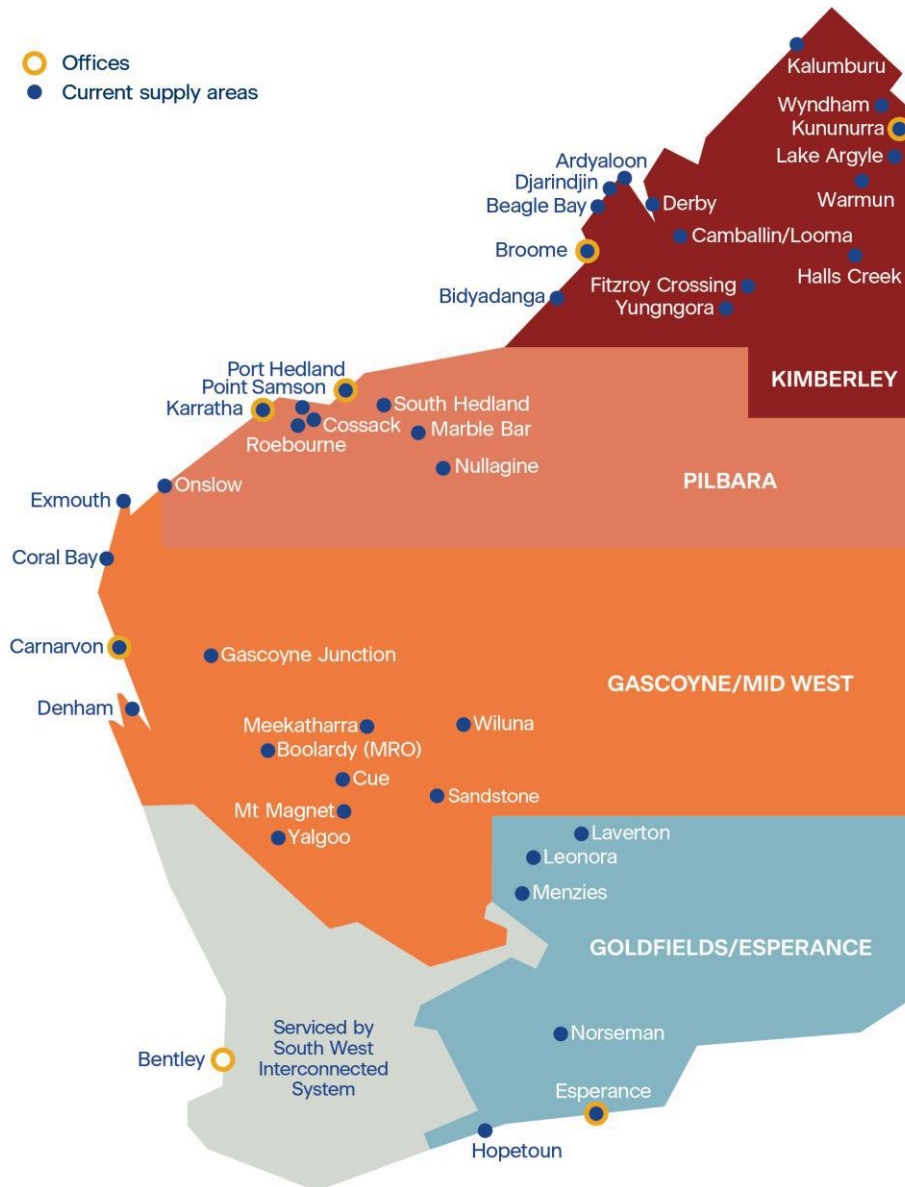 Offices
Current supply areas
Kalumburu
Wyndham
Kununurra
Lake Argyle
Warmun
Ardyaloon
Djarindjin
Beagle Bay
Derby
Broome
Camballin/Looma
Halls Creek
Bidyadanga
Fitzroy Crossing
Yungngora
KIMBERLEY
Port Hedland
Point Samson
Karratha
South Hedland
Cossack
Roebourne
Marble Bar
Nullagine
PILBARA
Onslow
Exmouth
Coral Bay
Carnarvon
Gascoyne Junction
GASCOYNE/MID WEST
Denham
Meekatharra
Wiluna
Boolardy (MRO)
Cue
Sandstone
Mt Magnet
Yalgoo
Laverton
Leonora
Menzies
GOLDFIELDS/ESPERANCE
Serviced by
South West
Interconnected
System
Bentley
Norseman
Esperance
Hopetoun